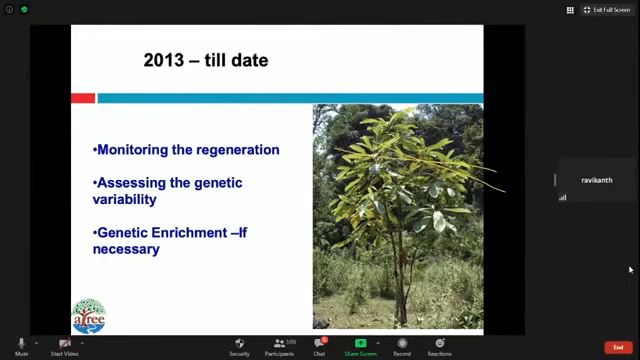 Exit Full Screen
2013 – till date
•Monitoring the regeneration
•Assessing the genetic
variability
•Genetic Enrichment –If
necessary
atree
ravikanth
Mute
Start Video
Security
Participants
Chat
Share Screen
Record
Reactions
End